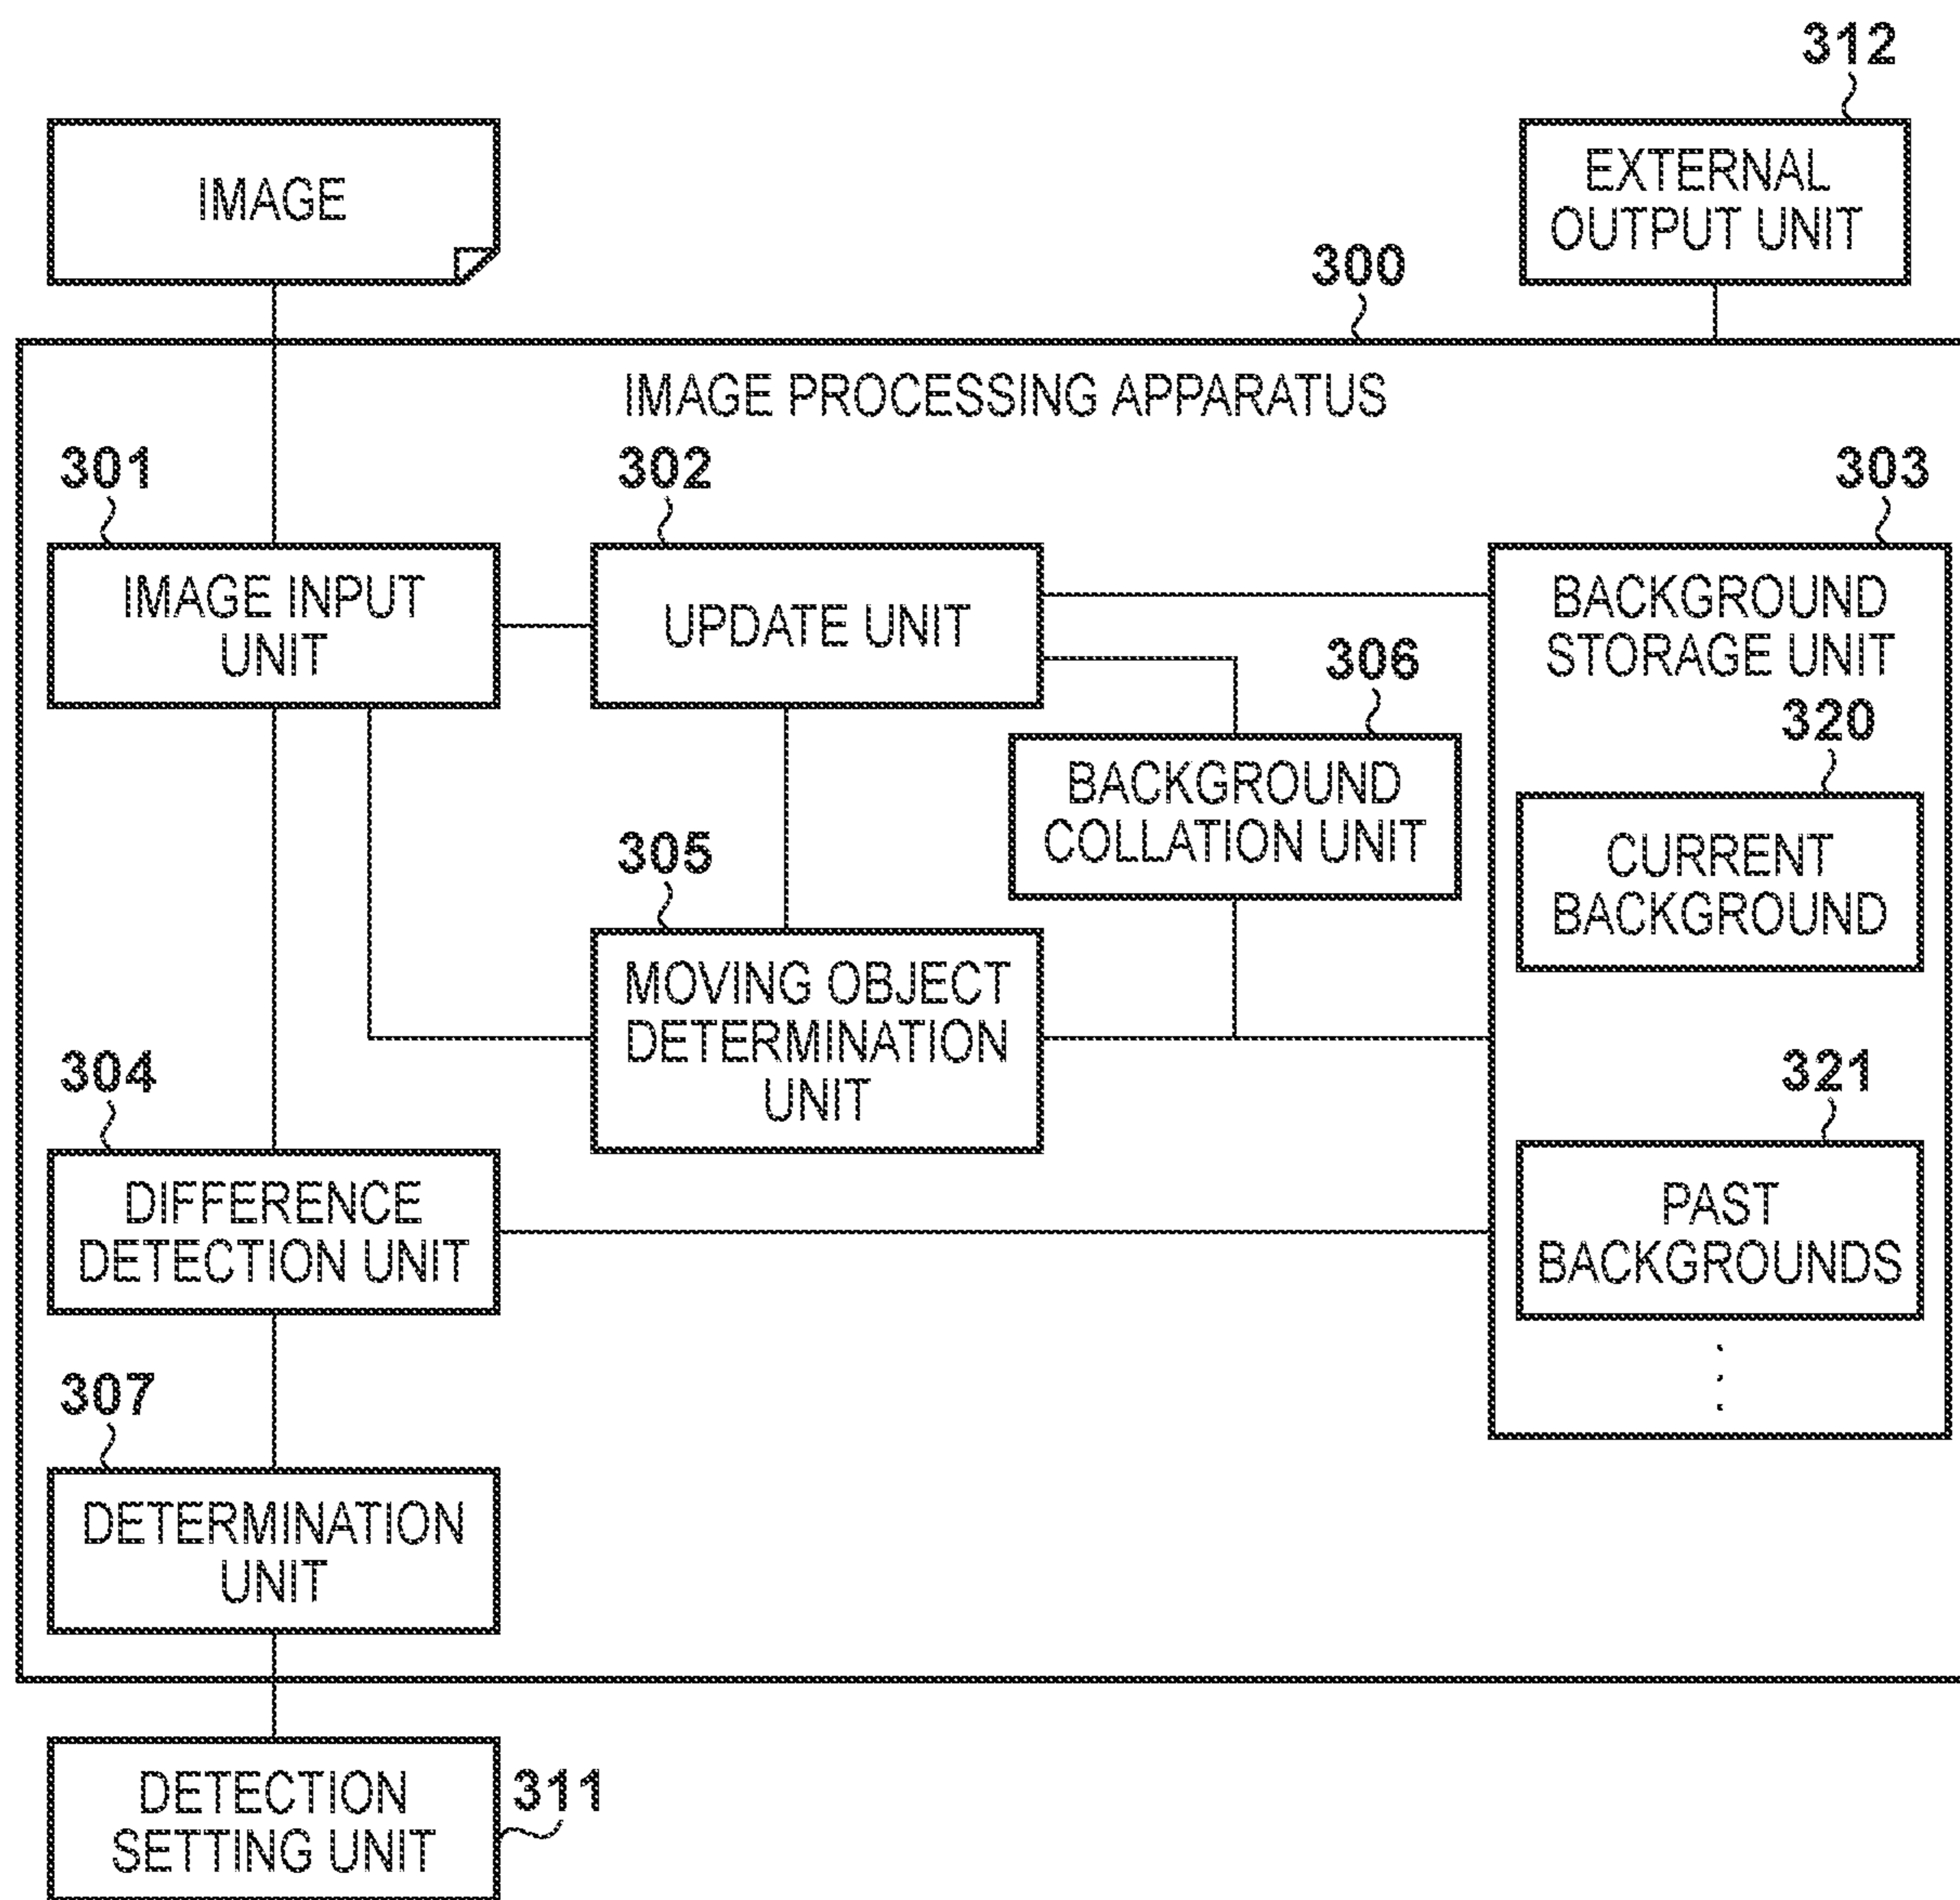 312
IMAGE
EXTERNAL
OUTPUT UNIT
300
IMAGE PROCESSING APPARATUS
301
302
303
IMAGE INPUT
UNIT
UPDATE UNIT
BACKGROUND
STORAGE UNIT
306
320
BACKGROUND
COLLATION UNIT
305
CURRENT
BACKGROUND
MOVING OBJECT
DETERMINATION
UNIT
304
321
DIFFERENCE
DETECTION UNIT
PAST
BACKGROUNDS
307
DETERMINATION
UNIT
DETECTION
SETTING UNIT
311